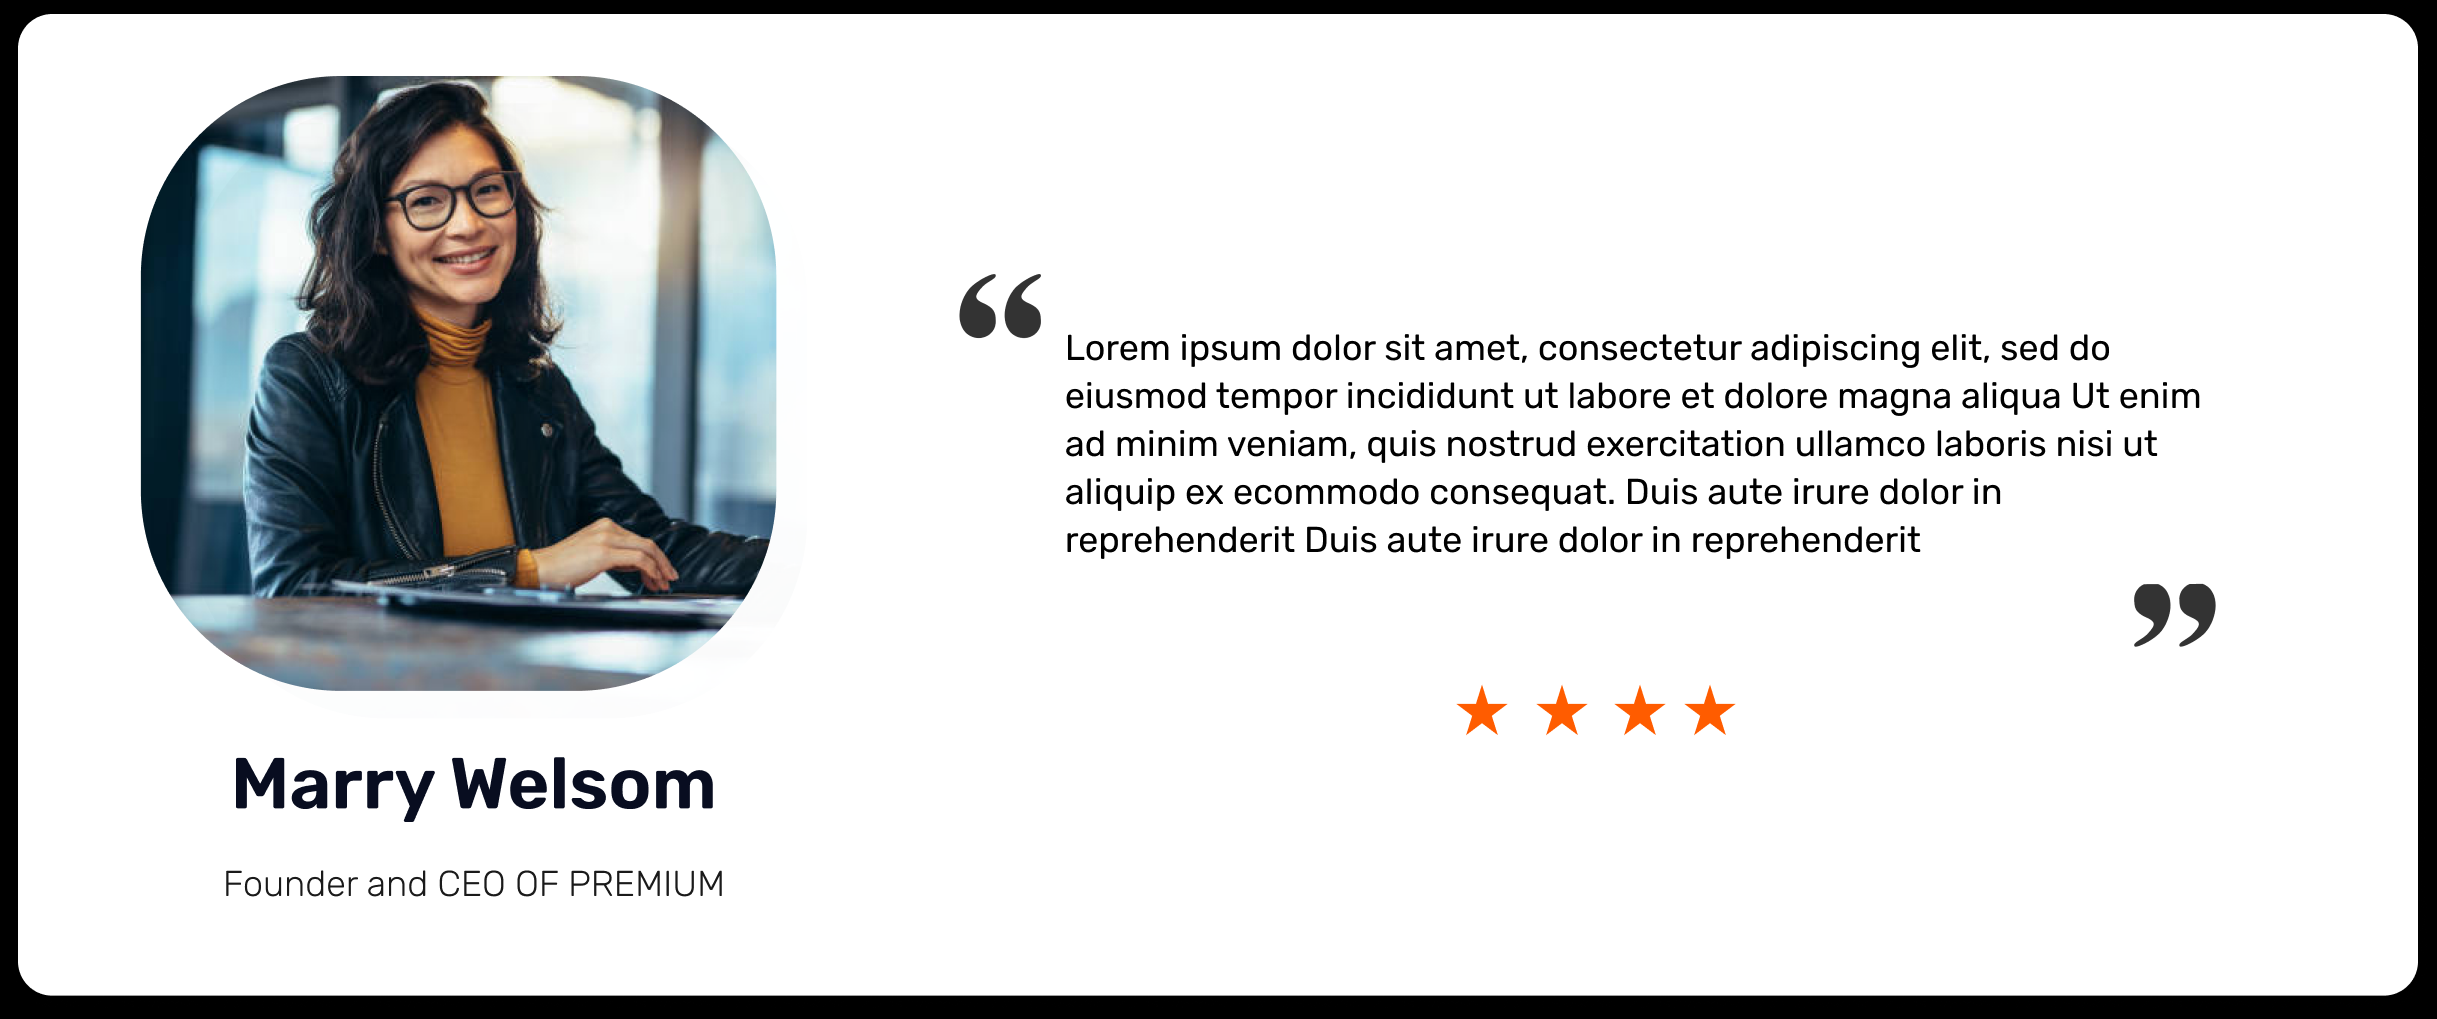 “
Lorem ipsum dolor sit amet, consectetur adipiscing elit, sed do
eiusmod tempor incididunt ut labore et dolore magna aliqua Ut enim
ad minim veniam, quis nostrud exercitation ullamco laboris nisi ut
aliquip ex ecommodo consequat. Duis aute irure dolor in
reprehenderit Duis aute irure dolor in reprehenderit
”
Marry Welsom
Founder and CEO OF PREMIUM